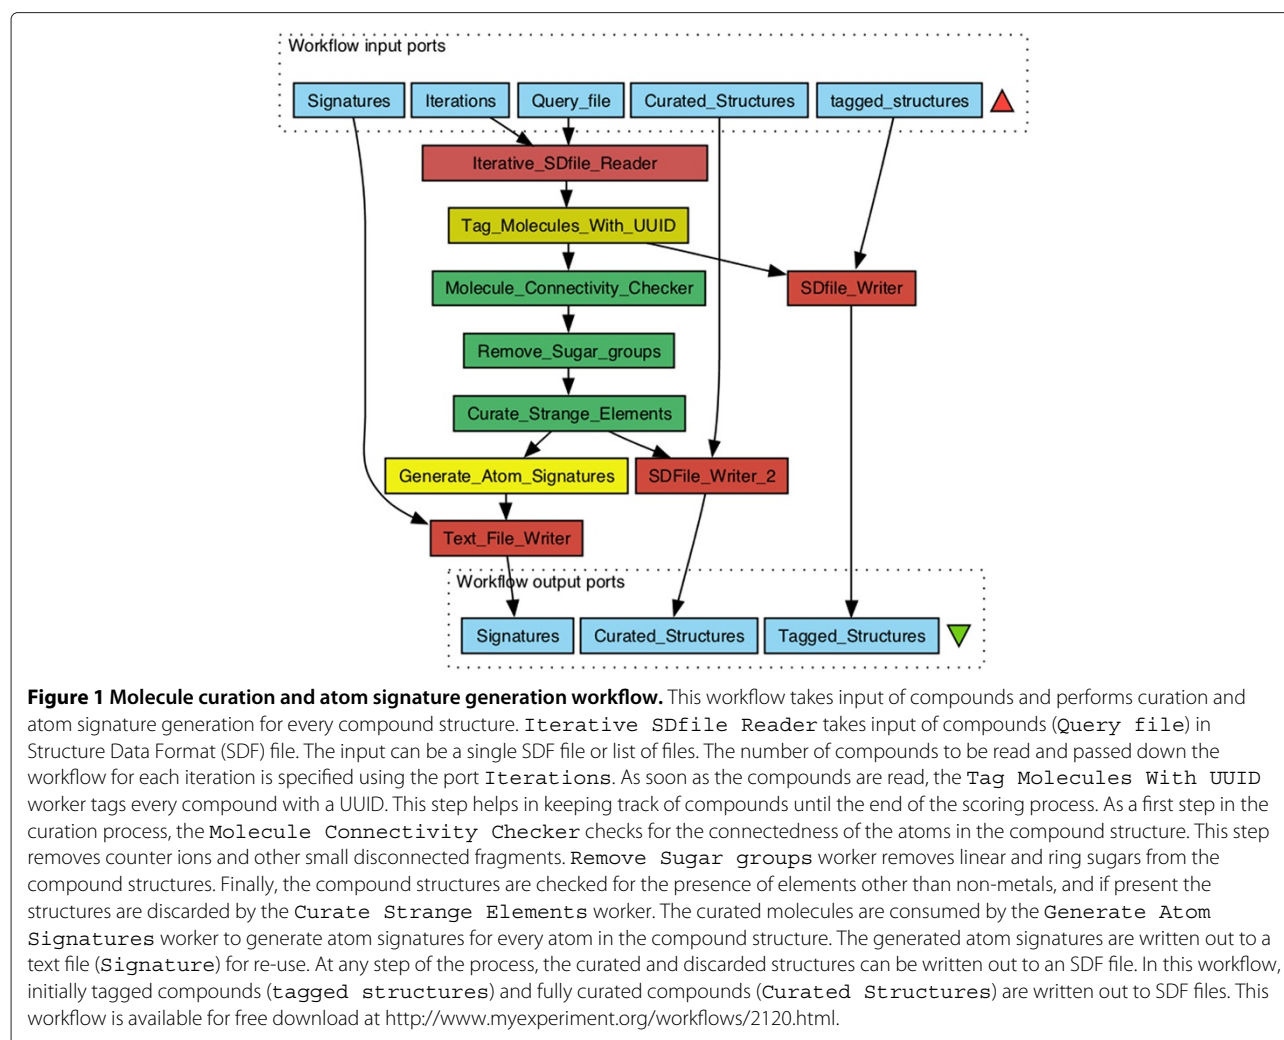 Workflow input ports
Signatures
Iterations
Query_file
Curated_Structures
tagged_structures
Iterative_SDfile_Reader
Tag_Molecules_With_UUID
Molecule_Connectivity_Checker
SDfile_Writer
Remove_Sugar_groups
Curate_Strange_Elements
Generate_Atom_Signatures
SDFile_Writer_2
Text_File_Writer
Workflow output ports
Signatures
Curated_Structures
Tagged_Structures
Figure 1 Molecule curation and atom signature generation workflow. This workflow takes input of compounds and performs curation and
atom signature generation for every compound structure. Iterative SDfile Reader takes input of compounds (Query file) in
Structure Data Format (SDF) file. The input can be a single SDF file or list of files. The number of compounds to be read and passed down the
workflow for each iteration is specified using the port Iterations. As soon as the compounds are read, the Tag Molecules With UUID
worker tags every compound with a UUID. This step helps in keeping track of compounds until the end of the scoring process. As a first step in the
curation process, the Molecule Connectivity Checker checks for the connectedness of the atoms in the compound structure. This step
removes counter ions and other small disconnected fragments. Remove Sugar groups worker removes linear and ring sugars from the
compound structures. Finally, the compound structures are checked for the presence of elements other than non-metals, and if present the
structures are discarded by the Curate Strange Elements worker. The curated molecules are consumed by the Generate Atom
Signatures worker to generate atom signatures for every atom in the compound structure. The generated atom signatures are written out to a
text file (Signature) for re-use. At any step of the process, the curated and discarded structures can be written out to an SDF file. In this workflow,
initially tagged compounds (tagged structures) and fully curated compounds (Curated Structures) are written out to SDF files. This
workflow is available for free download at http://www.myexperiment.org/workflows/2120.html.